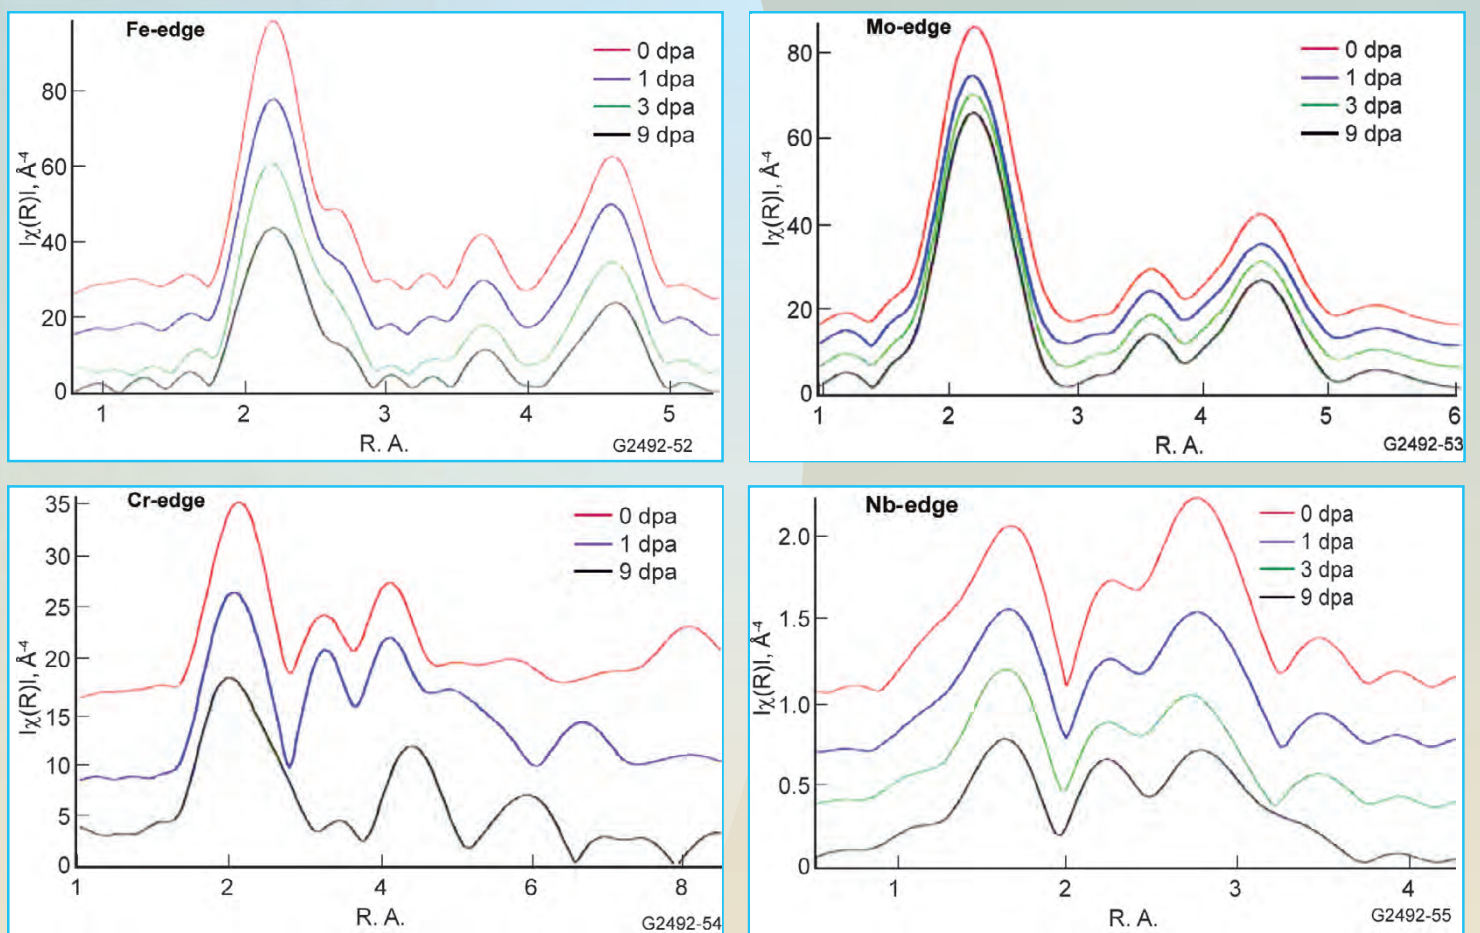 Fe-edge
0 dpa
1 dpa
3 dpa
9 dpa
80
60
40
20
0
|χ(R)|, Å⁻⁴
1 2 3 4 5
R. A.
G2492-52
Mo-edge
0 dpa
1 dpa
3 dpa
9 dpa
80
60
40
20
0
|χ(R)|, Å⁻⁴
1 2 3 4 5 6
R. A.
G2492-53
Cr-edge
0 dpa
1 dpa
9 dpa
35
30
25
20
15
10
5
0
|χ(R)|, Å⁻⁴
1 2 4 6 8
R. A.
G2492-54
Nb-edge
0 dpa
1 dpa
3 dpa
9 dpa
2.0
1.5
1.0
0.5
0
|χ(R)|, Å⁻⁴
1 2 3 4
R. A.
G2492-55